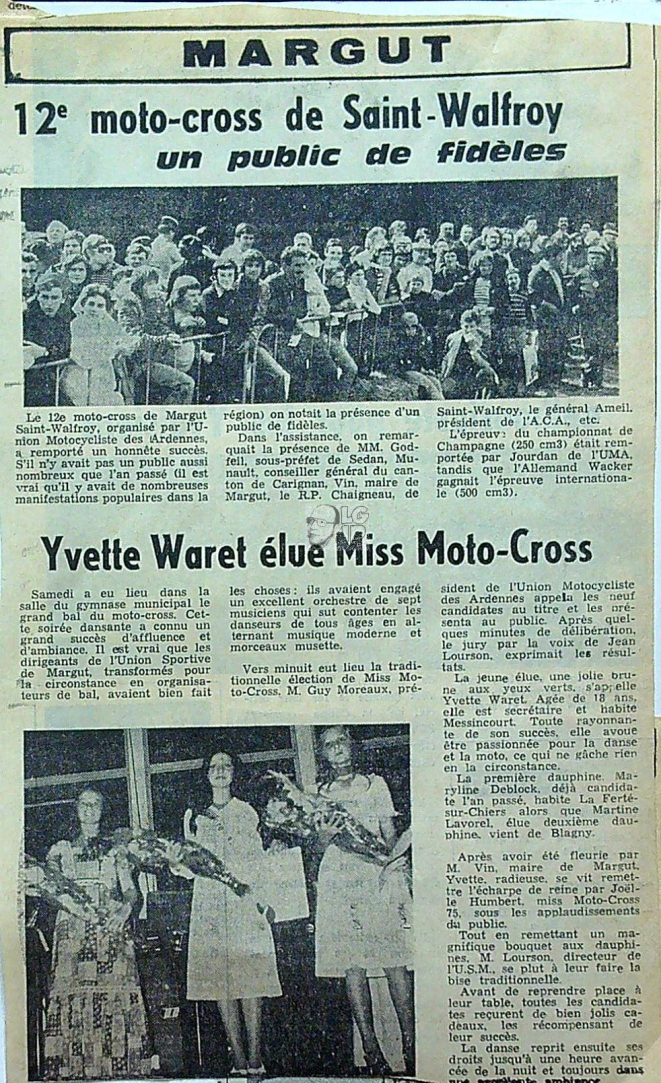 MARGUT
12e moto-cross de Saint-Walfroy
un public de fidèles
Le 12e moto-cross de Margut
Saint-Walfroy, organisé par l'U-
nion Motocycliste des Ardennes,
a remporté un honnête succès.
S'il n'y avait pas un public aussi
nombreux que l'an passé (il est
vrai qu'il y avait de nombreuses
manifestations populaires dans la
région) on notait la présence d'un
public de fidèles.
Dans l'assistance, on remar-
quait la présence de MM. God-
feil, sous-préfet de Sedan, Mu-
nault, conseiller général du can-
ton de Carignan, Vin, maire de
Margut, le R.P. Chaigneau, de
Saint-Walfroy, le général Ameil,
président de l'A.C.A., etc.
L'épreuve: du championnat de
Champagne (250 cm3) était rem-
portée par Jourdan de l'UMA,
tandis que l'Allemand Wacker
gagnait l'épreuve internationa-
le (500 cm3).
LG
Yvette Waret élue Miss Moto-Cross
Samedi a eu lieu dans la
salle du gymnase municipal le
grand bal du moto-cross. Cet-
te soirée dansante a connu un
grand succès d'affluence et
d'ambiance. Il est vrai que les
dirigeants de l'Union Sportive
de Margut, transformés pour
la circonstance en organisa-
teurs de bal, avaient bien fait
les choses : ils avaient engagé
un excellent orchestre de sept
musiciens qui sut contenter les
danseurs de tous âges en al-
ternant musique moderne et
morceaux musette.
Vers minuit eut lieu la tradi-
tionnelle élection de Miss Mo-
to-Cross, M. Guy Moreaux, pré-
sident de l'Union Motocycliste
des Ardennes appela les neuf
candidates au titre et les pré-
senta au public. Après quel-
ques minutes de délibération,
le jury par la voix de Jean
Lourson, exprimait les résul-
tats.
La jeune élue, une jolie bru-
ne aux yeux verts, s'appelle
Yvette Waret. Agée de 18 ans,
elle est secrétaire et habite
Messincourt. Toute rayonnan-
te de son succès, elle avoue
être passionnée pour la danse
et la moto, ce qui ne gâche rien
en la circonstance.
La première dauphine, Ma-
ryline Deblock, déjà candida-
te l'an passé, habite La Ferté-
sur-Chiers alors que Martine
Lavorel, élue deuxième dau-
phine, vient de Blagny.
Après avoir été fleurie par
M. Vin, maire de Margut,
Yvette, radieuse, se vit remet-
tre l'écharpe de reine par Joël-
le Humbert, miss Moto-Cross
75, sous les applaudissements
du public.
Tout en remettant un ma-
gnifique bouquet aux dauphi-
nes, M. Lourson, directeur de
l'U.S.M., se plut à leur faire la
bise traditionnelle.
Avant de reprendre place à
leur table, toutes les candida-
tes reçurent de bien jolis ca-
deaux, les récompensant de
leur succès.
La danse reprit ensuite ses
droits jusqu'à une heure avan-
cée de la nuit et toujours dans